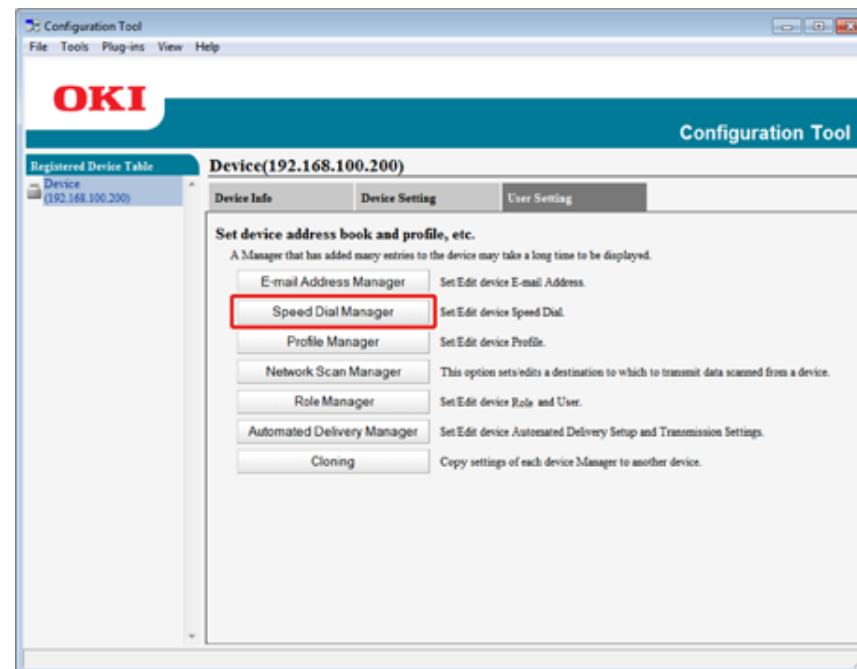 Configuration Tool
File Tools Plug-ins View Help
OKI
Configuration Tool
Registered Device Table
Device
(192.168.100.200)
Device(192.168.100.200)
Device Info Device Setting User Setting
Set device address book and profile, etc.
A Manager that has added many entries to the device may take a long time to be displayed.
E-mail Address Manager Set/Edit device E-mail Address.
Speed Dial Manager Set/Edit device Speed Dial.
Profile Manager Set/Edit device Profile.
Network Scan Manager This option sets/edits a destination to which to transmit data scanned from a device.
Role Manager Set/Edit device Role and User.
Automated Delivery Manager Set/Edit device Automated Delivery Setup and Transmission Settings.
Cloning Copy settings of each device Manager to another device.